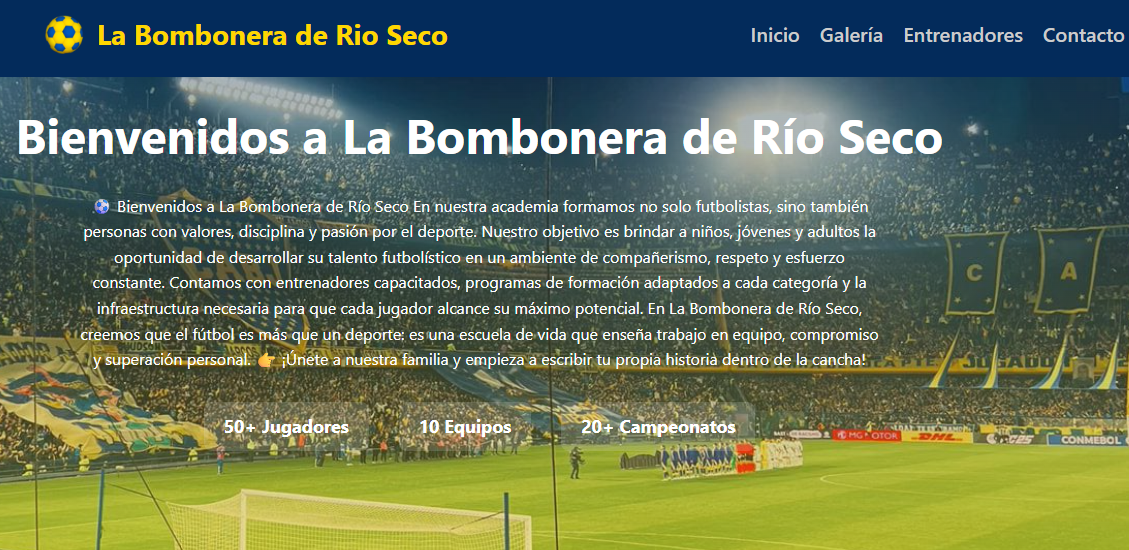 La Bombonera de Rio Seco
Inicio Galería Entrenadores Contacto
Bienvenidos a La Bombonera de Río Seco
⚽ Bienvenidos a La Bombonera de Río Seco En nuestra academia formamos no solo futbolistas, sino también
personas con valores, disciplina y pasión por el deporte. Nuestro objetivo es brindar a niños, jóvenes y adultos la
oportunidad de desarrollar su talento futbolístico en un ambiente de compañerismo, respeto y esfuerzo
constante. Contamos con entrenadores capacitados, programas de formación adaptados a cada categoría y la
infraestructura necesaria para que cada jugador alcance su máximo potencial. En La Bombonera de Río Seco,
creemos que el fútbol es más que un deporte: es una escuela de vida que enseña trabajo en equipo, compromiso
y superación personal. 👉 ¡Únete a nuestra familia y empieza a escribir tu propia historia dentro de la cancha!
C A
50+ Jugadores 10 Equipos 20+ Campeonatos
MG DHL CONMEBOL